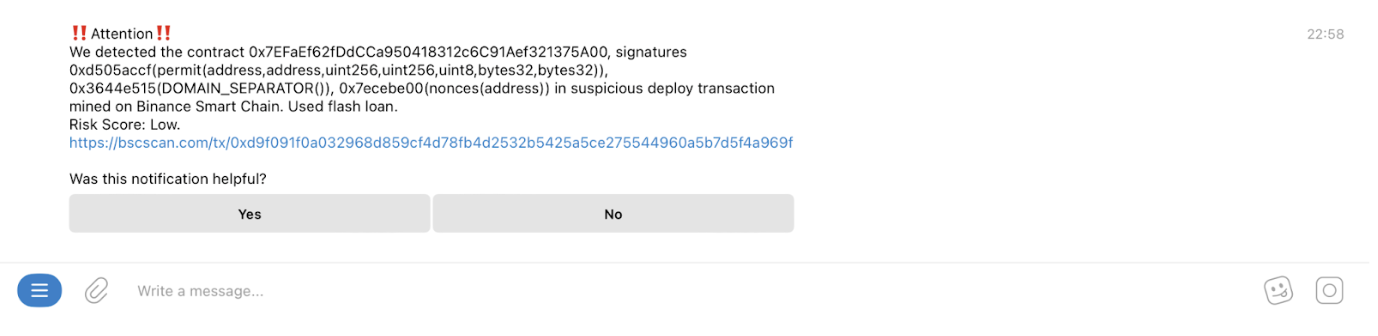 ‼️ Attention ‼️
22:58
We detected the contract 0x7EFaEf62fDdCCa950418312c6C91Aef321375A00, signatures
0xd505accf(permit(address,address,uint256,uint256,uint8,bytes32,bytes32)),
0x3644e515(DOMAIN_SEPARATOR()), 0x7ecebe00(nonces(address)) in suspicious deploy transaction
mined on Binance Smart Chain. Used flash loan.
Risk Score: Low.
https://bscscan.com/tx/0xd9f091f0a032968d859cf4d78fb4d2532b5425a5ce275544960a5b7d5f4a969f
Was this notification helpful?
Yes
No
Write a message...